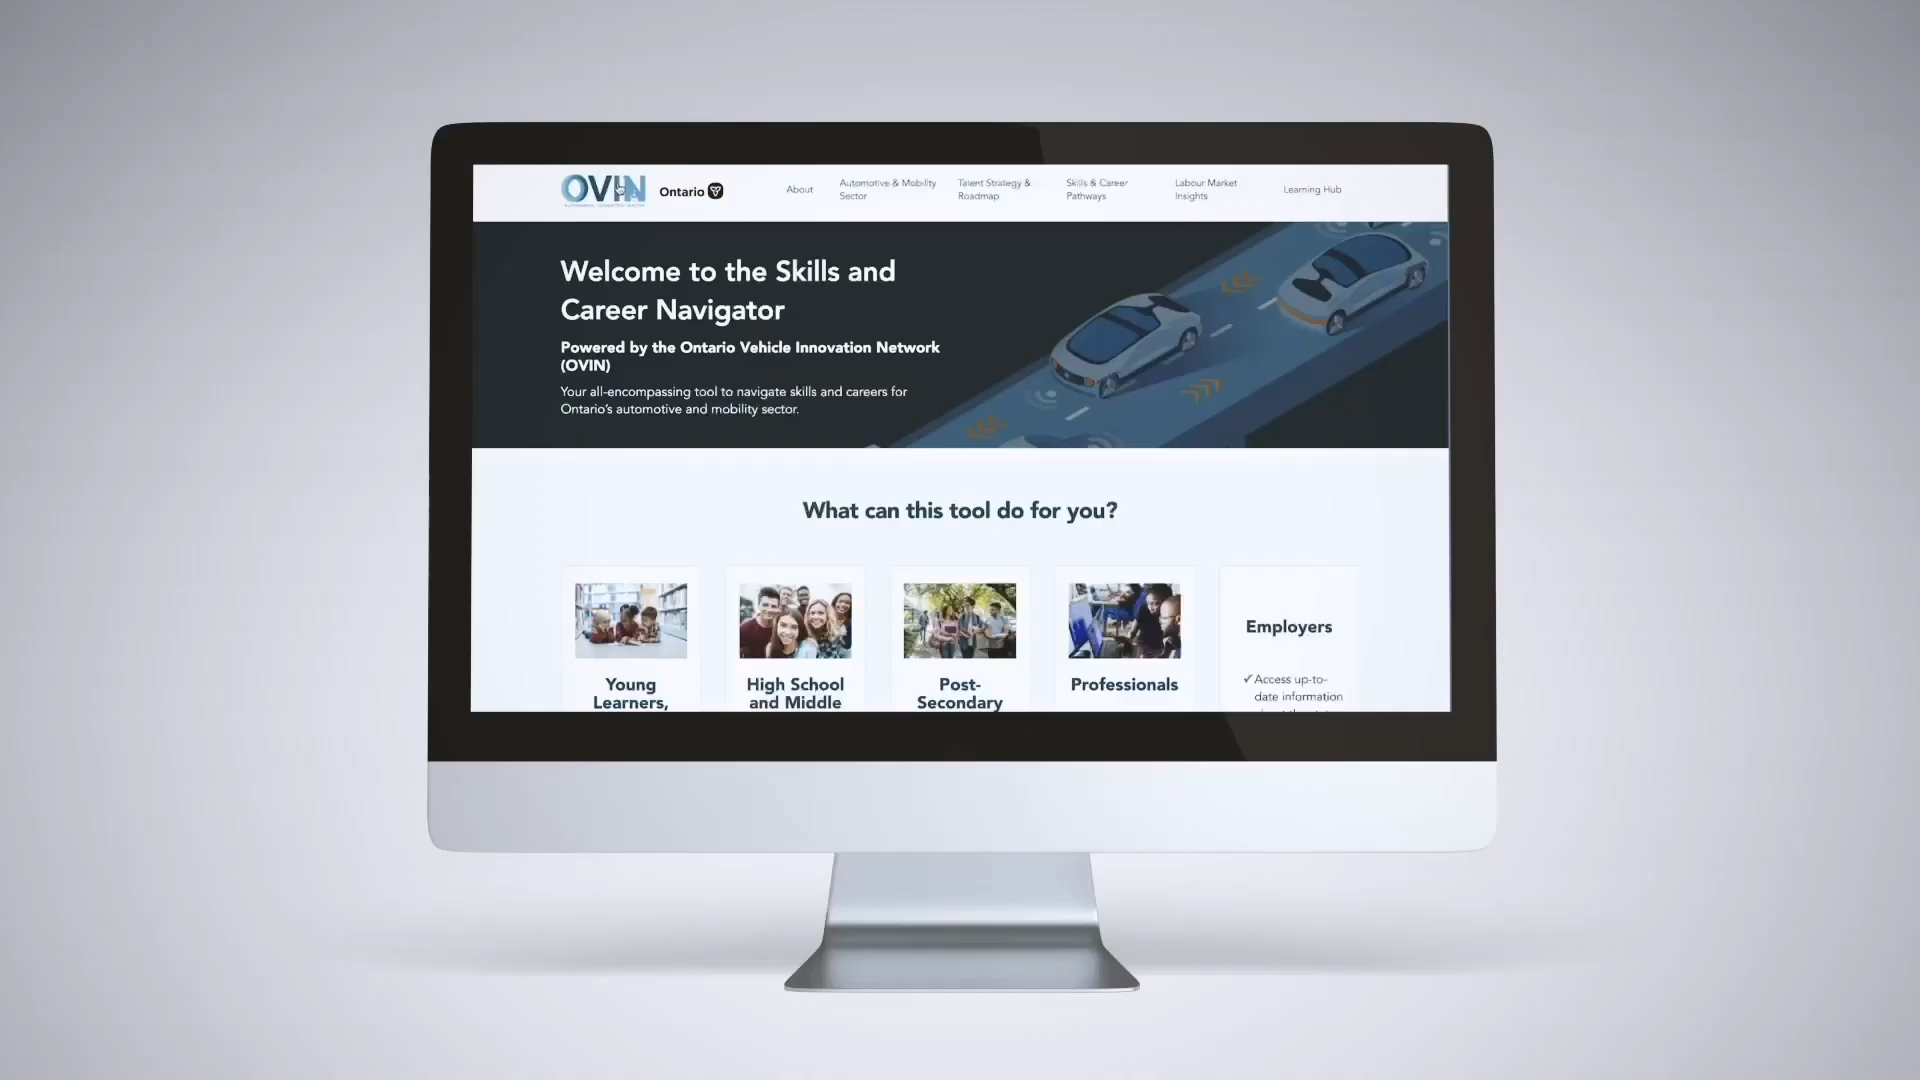 OVIN
Ontario
About
Automotive & Mobility
Sector
Talent Strategy &
Roadmap
Skills & Career
Pathways
Labour Market
Insights
Learning Hub
Welcome to the Skills and
Career Navigator
Powered by the Ontario Vehicle Innovation Network
(OVIN)
Your all-encompassing tool to navigate skills and careers for
Ontario's automotive and mobility sector.
What can this tool do for you?
Young
Learners,
High School
and Middle
Post-
Secondary
Professionals
Employers
✓ Access up-to-
date information